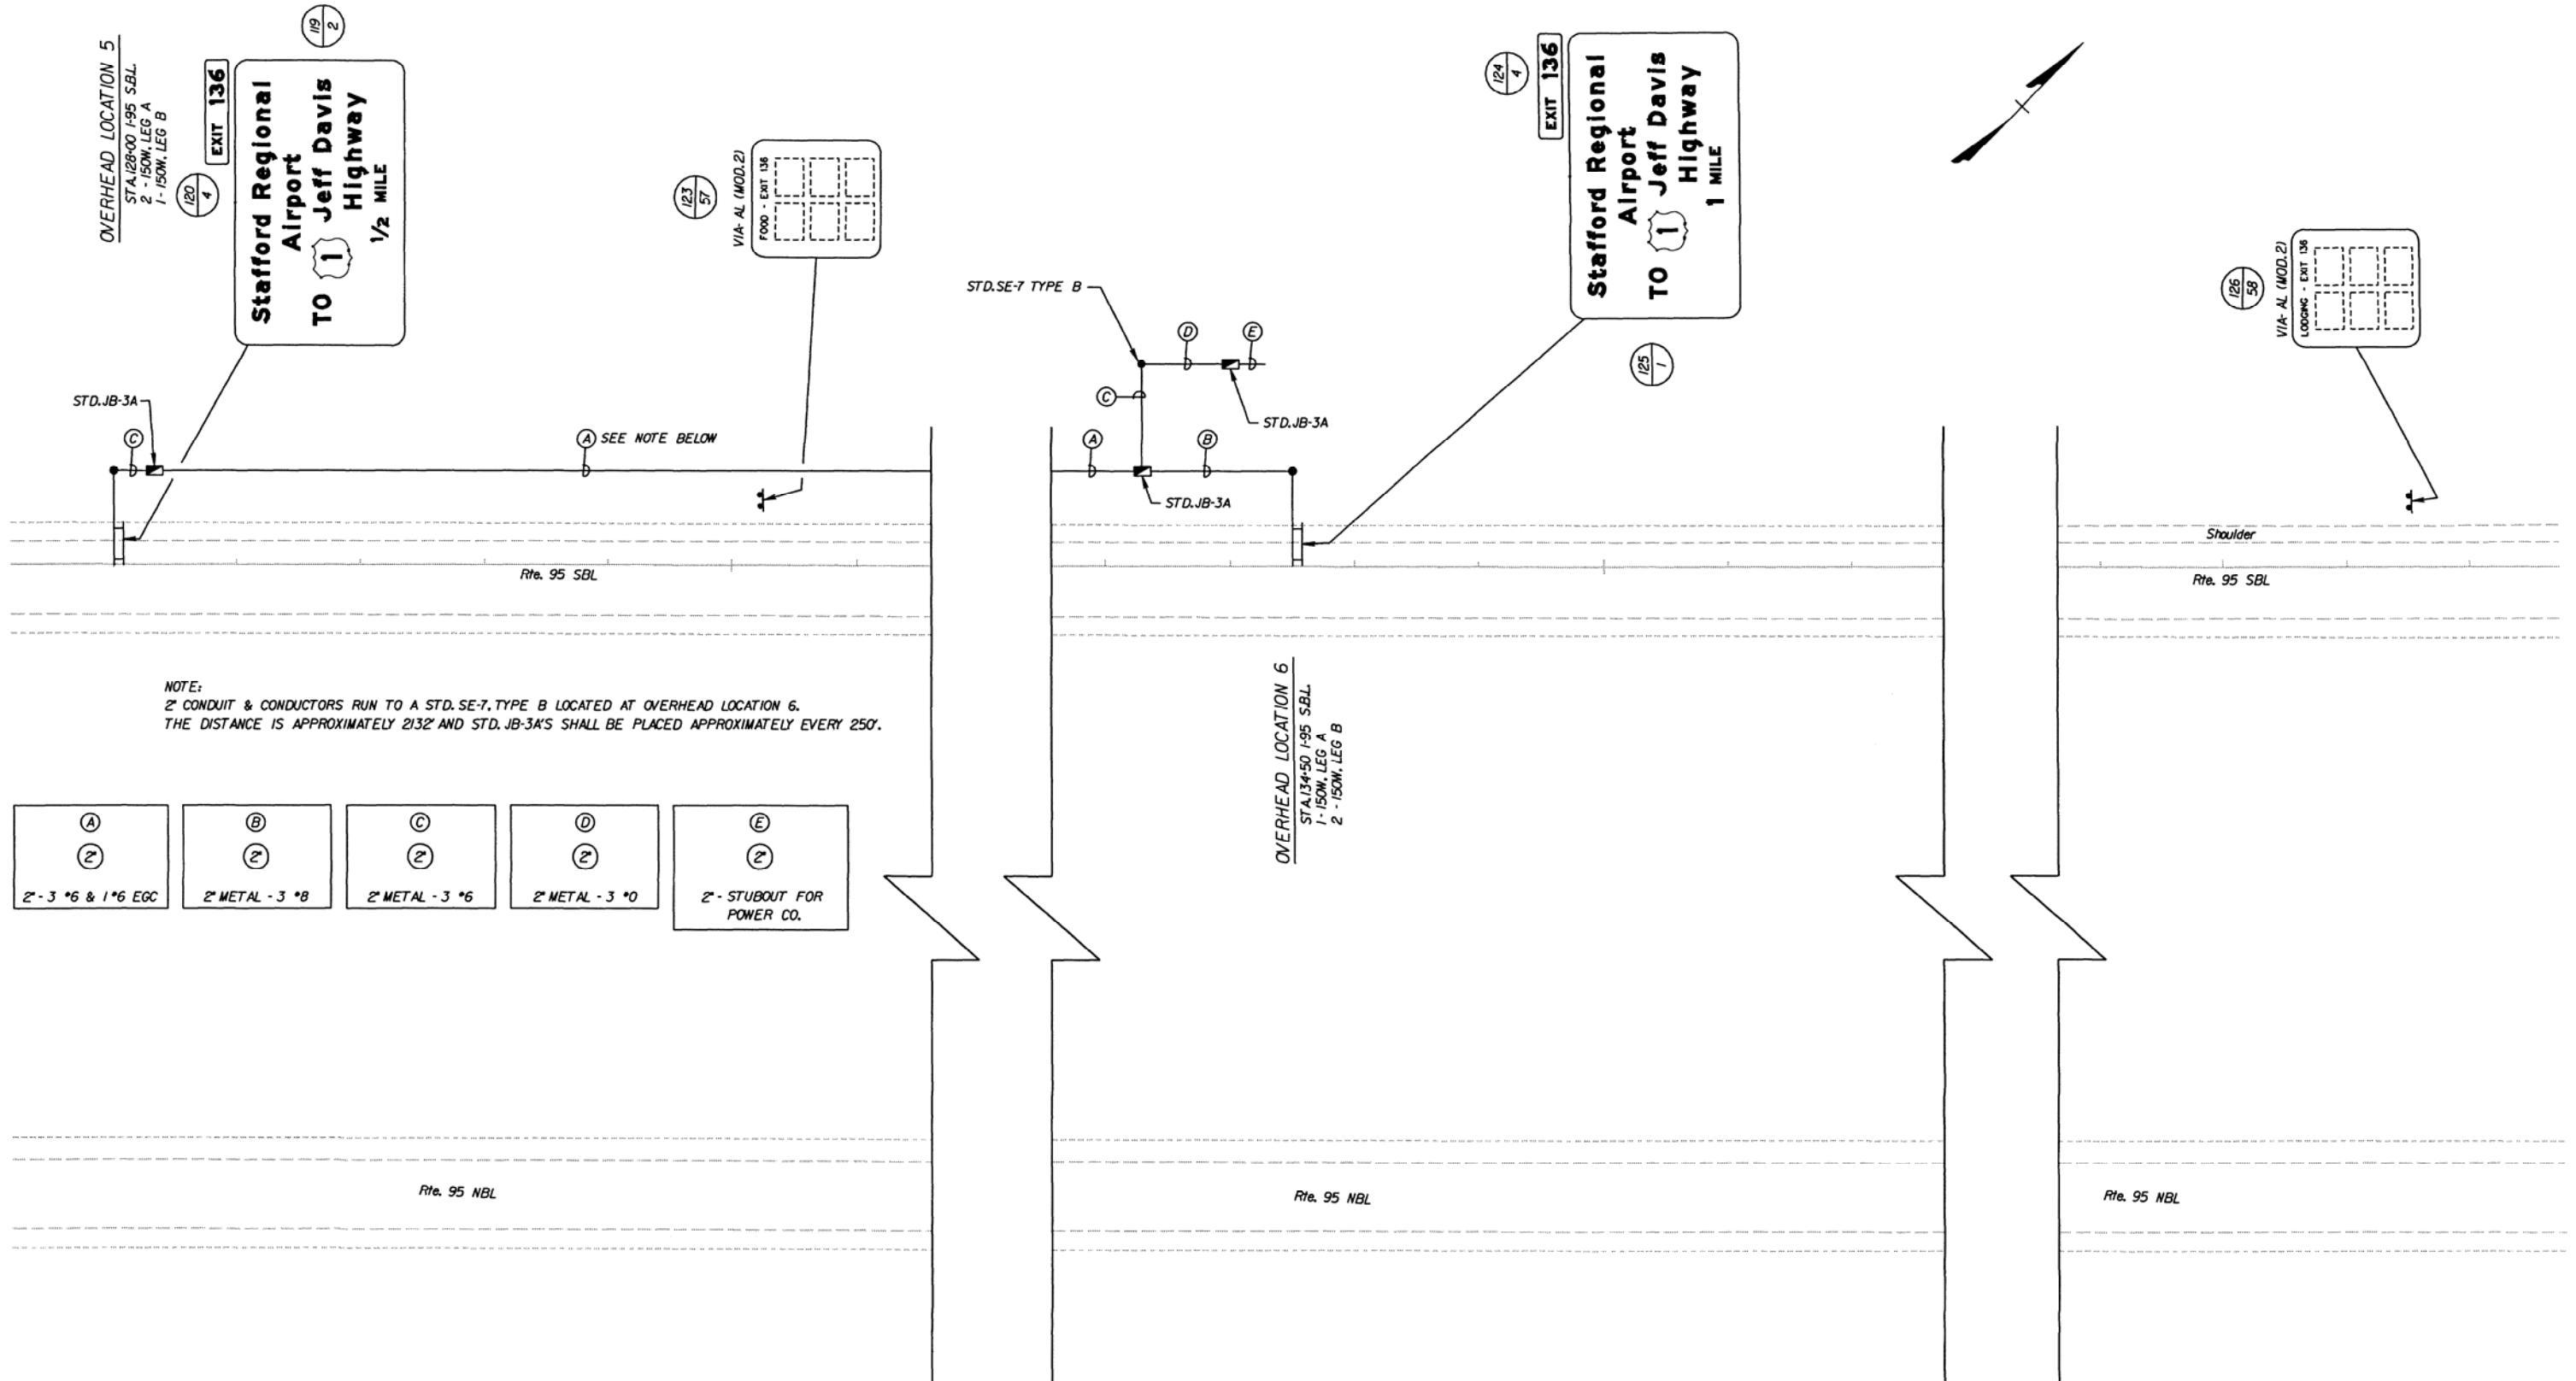 OVERHEAD LOCATION 5
STA.128+00 I-95 S.B.L.
2 - 150W. LEG A
1 - 150W. LEG B
119
2
120
4
EXIT 136
Stafford Regional
Airport
TO 1 Jeff Davis
Highway
1/2 MILE
123
57
VIA- AL (MOD.2)
FOOD - EXIT 136
124
4
EXIT 136
Stafford Regional
Airport
TO 1 Jeff Davis
Highway
1 MILE
125
1
126
58
VIA- AL (MOD.2)
LODGING - EXIT 136
STD.SE-7 TYPE B
D
E
C
STD.JB-3A
STD.JB-3A
C
A SEE NOTE BELOW
A
B
STD.JB-3A
Shoulder
Rte. 95 SBL
Rte. 95 SBL
NOTE:
2" CONDUIT & CONDUCTORS RUN TO A STD. SE-7, TYPE B LOCATED AT OVERHEAD LOCATION 6.
THE DISTANCE IS APPROXIMATELY 2132' AND STD. JB-3A'S SHALL BE PLACED APPROXIMATELY EVERY 250'.
OVERHEAD LOCATION 6
STA.134+50 I-95 S.B.L.
1 - 150W. LEG A
2 - 150W. LEG B
A
2"
2" - 3 #6 & 1 #6 EGC
B
2"
2" METAL - 3 #8
C
2"
2" METAL - 3 #6
D
2"
2" METAL - 3 #0
E
2"
2" - STUBOUT FOR
POWER CO.
Rte. 95 NBL
Rte. 95 NBL
Rte. 95 NBL